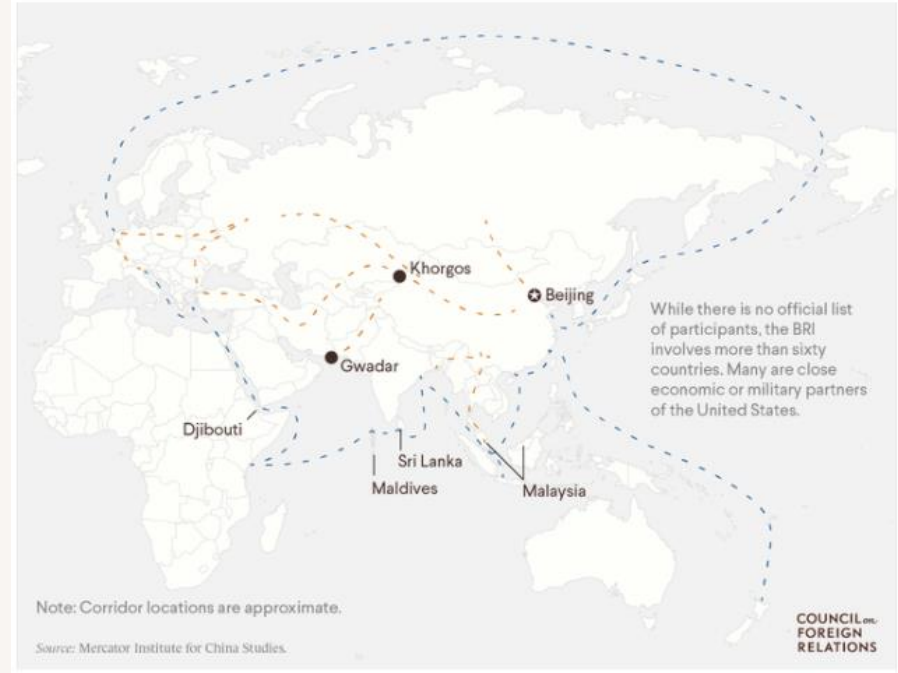 Khorgos
Beijing
While there is no official list
of participants, the BRI
involves more than sixty
countries. Many are close
economic or military partners
of the United States.
Gwadar
Djibouti
Sri Lanka
Maldives
Malaysia
Note: Corridor locations are approximate.
Source: Mercator Institute for China Studies.
COUNCIL on
FOREIGN
RELATIONS